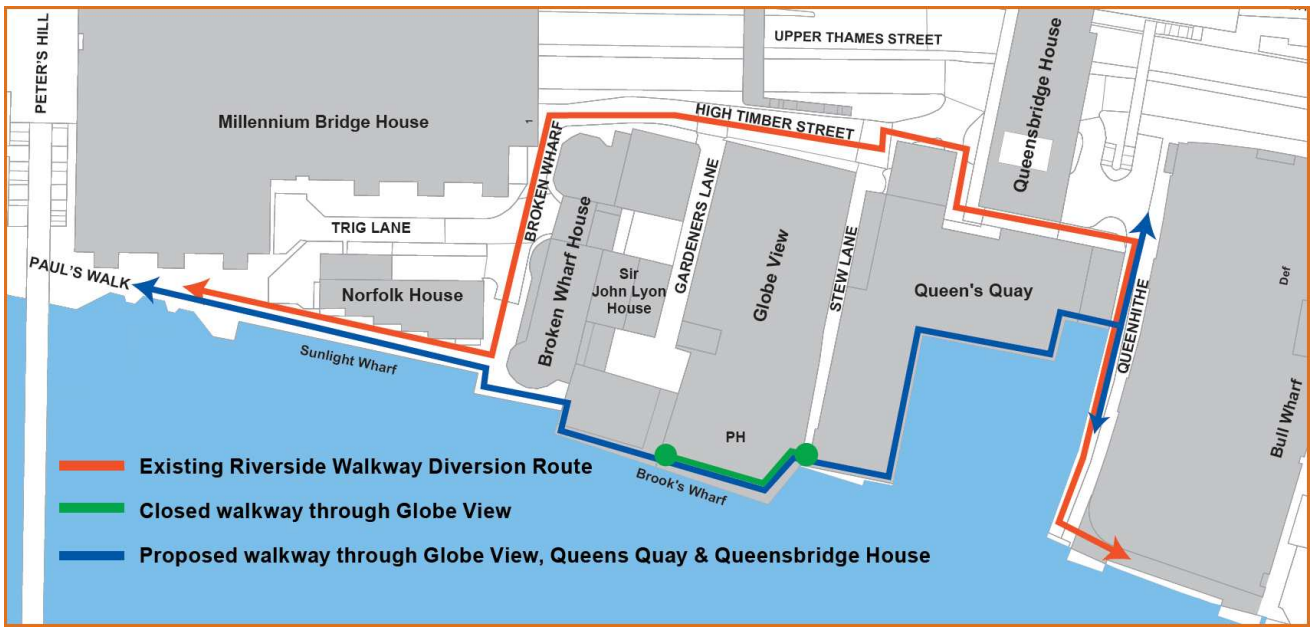 PETER'S HILL
UPPER THAMES STREET
Queensbridge House
Millennium Bridge House
1
HIGH TIMBER STREET
BROKEN WHARF
GARDENERS LANE
TRIG LANE
PAUL'S WALK
Norfolk House
Broken Wharf House
Sir
John Lyon
House
Globe View
STEW LANE
Queen's Quay
QUEENHITHE
Def
Sunlight Wharf
Bull Wharf
PH
Brook's Wharf
Existing Riverside Walkway Diversion Route
Closed walkway through Globe View
Proposed walkway through Globe View, Queens Quay & Queensbridge House